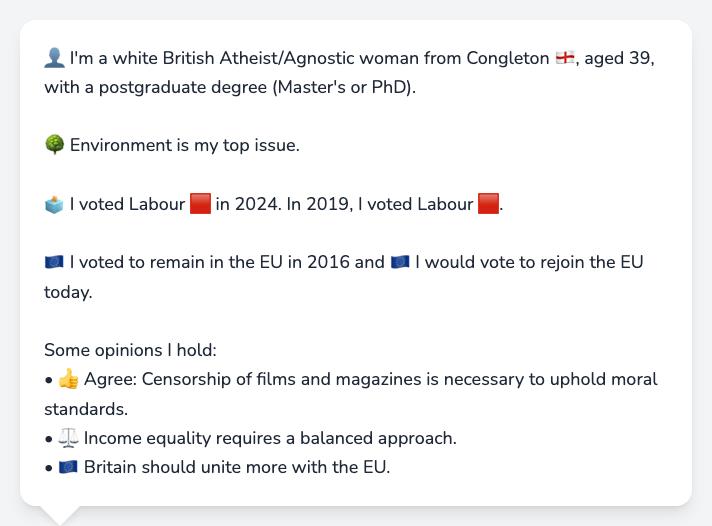 👤 I'm a white British Atheist/Agnostic woman from Congleton 🏴󠁧󠁢󠁥󠁮󠁧󠁿, aged 39,
with a postgraduate degree (Master's or PhD).
🌳 Environment is my top issue.
🗳️ I voted Labour 🟥 in 2024. In 2019, I voted Labour 🟥.
🇪🇺 I voted to remain in the EU in 2016 and 🇪🇺 I would vote to rejoin the EU
today.
Some opinions I hold:
• 👍 Agree: Censorship of films and magazines is necessary to uphold moral
standards.
• ⚖️ Income equality requires a balanced approach.
• 🇪🇺 Britain should unite more with the EU.